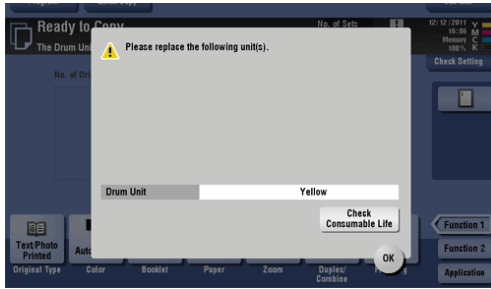 Ready to Copy
The Drum Uni
No. of Sets
12/12/2011
16:06
Memory
100%
Y
M
C
K
Check Setting
No. of Ori
Please replace the following unit(s).
Drum Unit
Yellow
Check
Consumable Life
OK
Text/Photo
Printed
Auto
Original Type
Color
Booklet
Paper
Zoom
Duplex/
Combine
Function 1
Function 2
Application